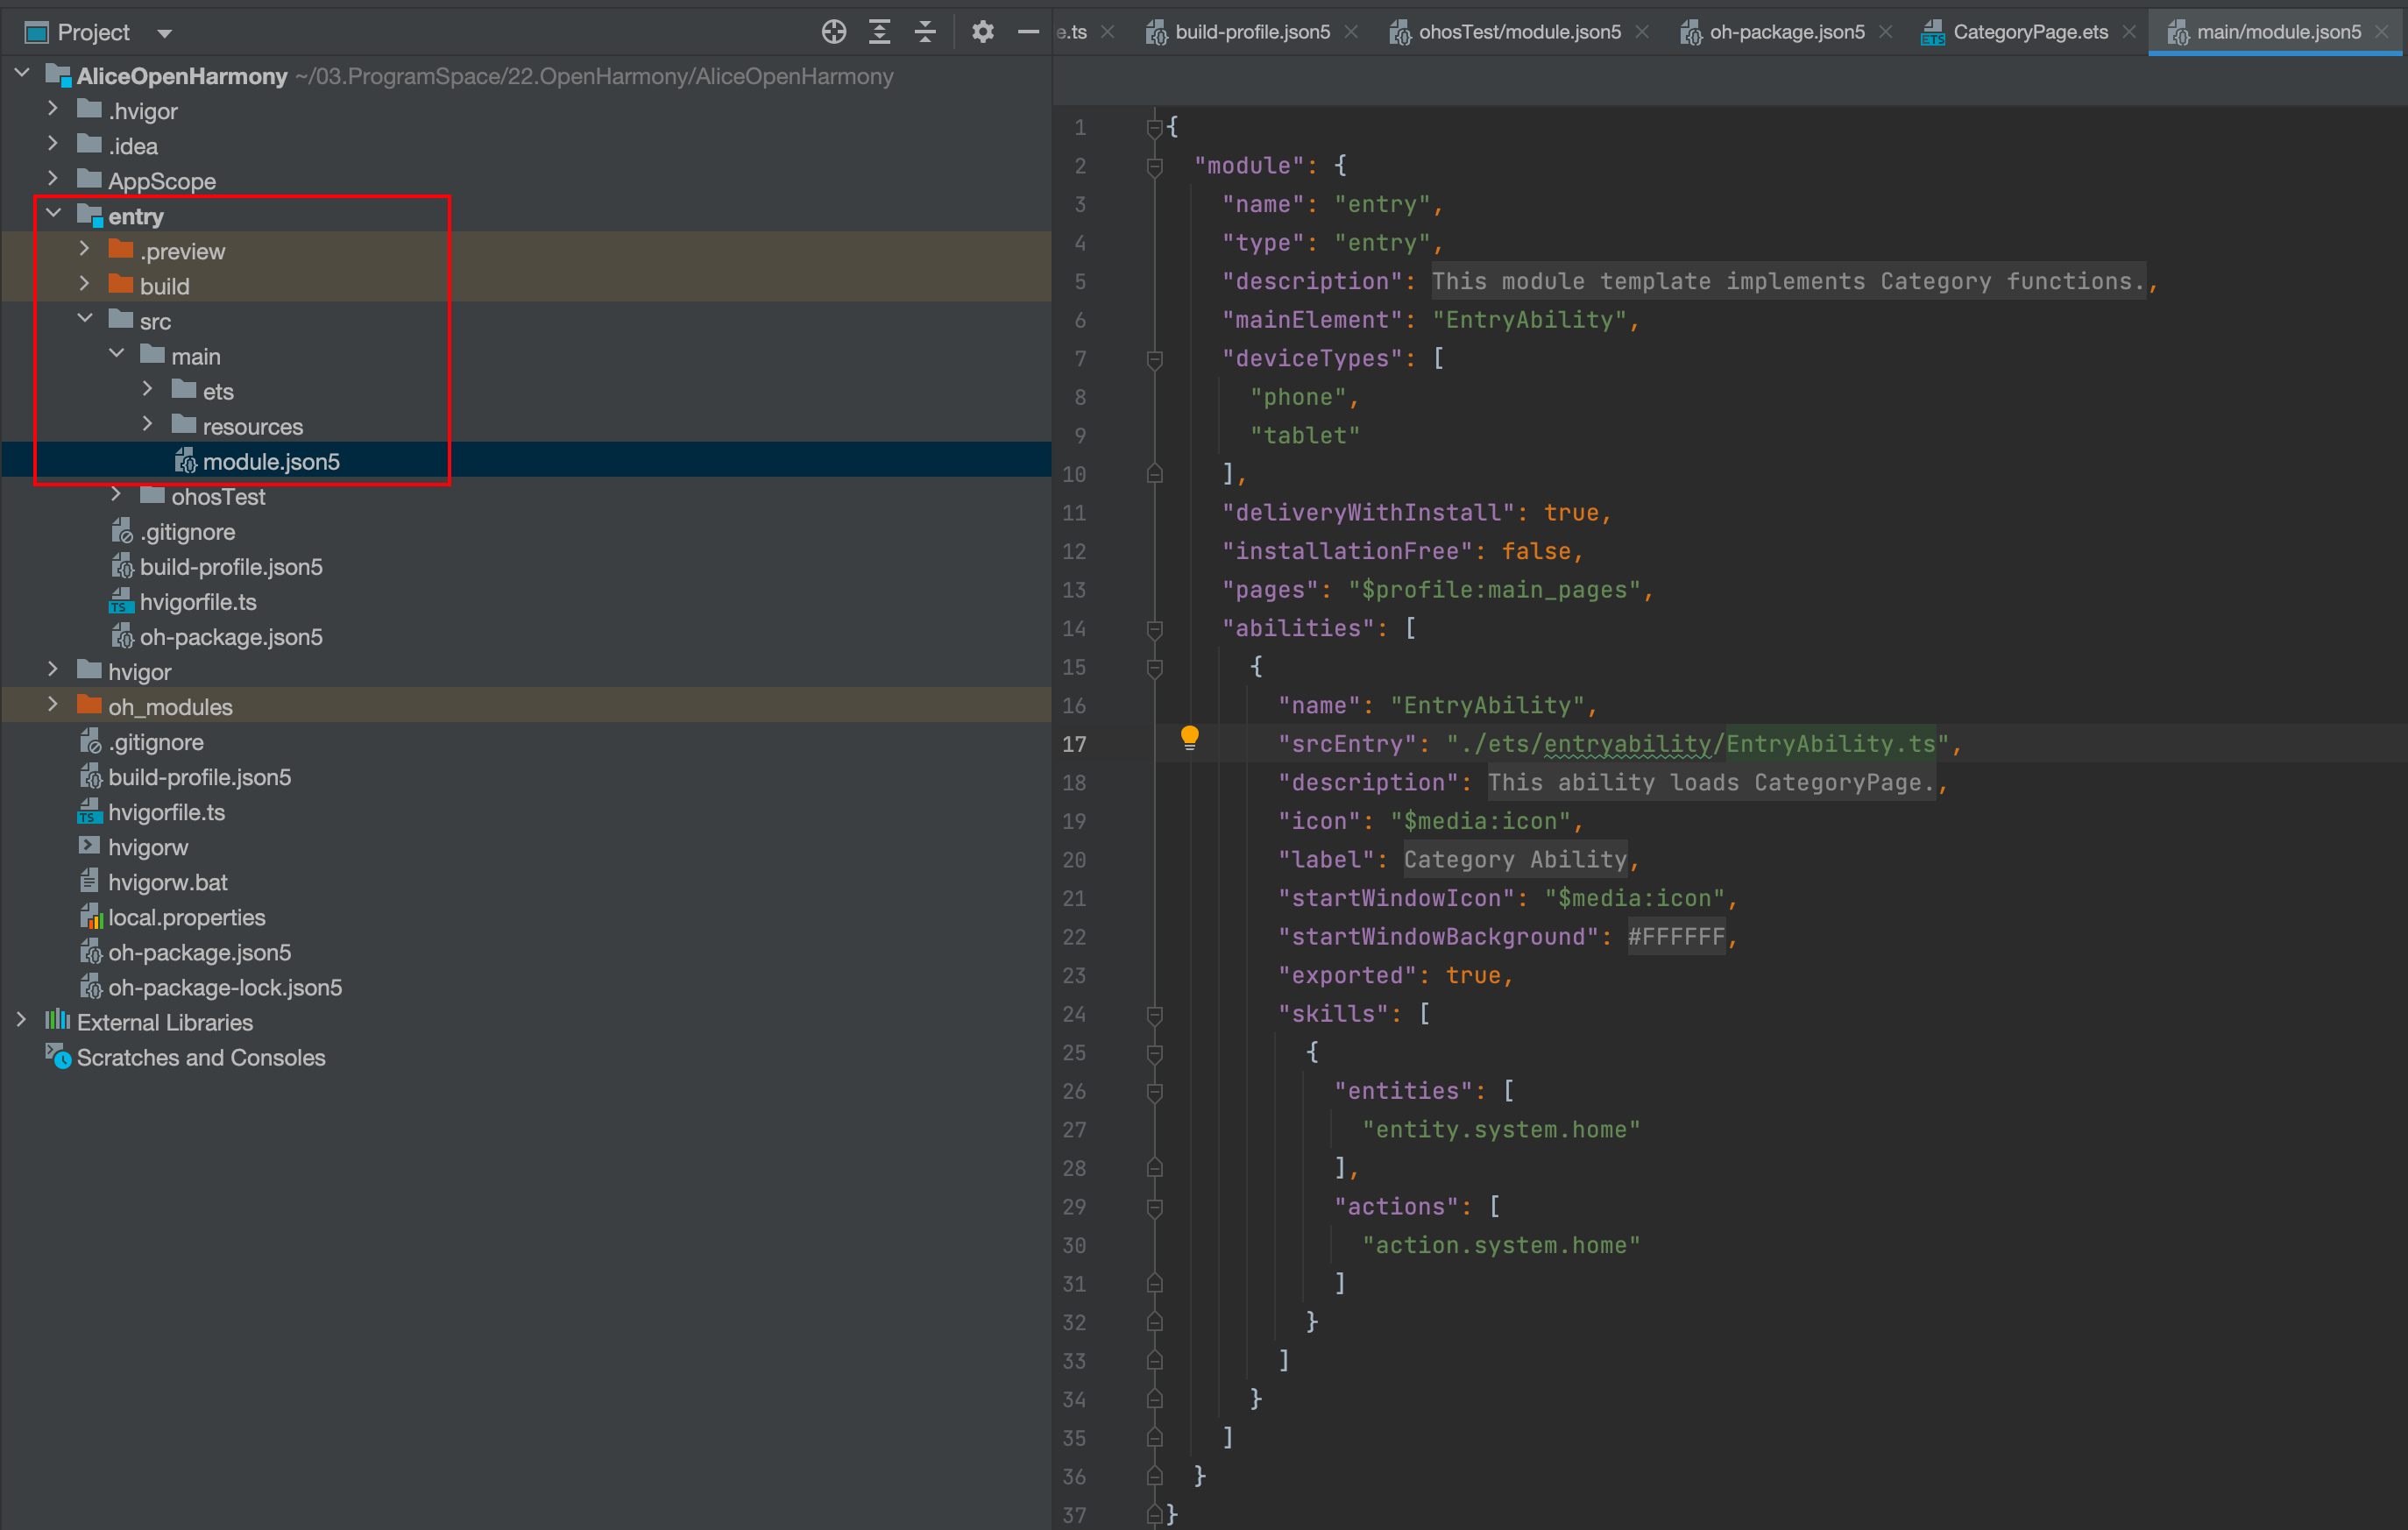 Project
AliceOpenHarmony ~/03.ProgramSpace/22.OpenHarmony/AliceOpenHarmony
.hvigor
.idea
AppScope
entry
.preview
build
src
main
ets
resources
module.json5
ohosTest
.gitignore
build-profile.json5
hvigorfile.ts
oh-package.json5
hvigor
oh_modules
.gitignore
build-profile.json5
hvigorfile.ts
hvigorw
hvigorw.bat
local.properties
oh-package.json5
oh-package-lock.json5
External Libraries
Scratches and Consoles
e.ts build-profile.json5 ohosTest/module.json5 oh-package.json5 CategoryPage.ets main/module.json5
1 {
2 "module": {
3 "name": "entry",
4 "type": "entry",
5 "description": This module template implements Category functions.,
6 "mainElement": "EntryAbility",
7 "deviceTypes": [
8 "phone",
9 "tablet"
10 ],
11 "deliveryWithInstall": true,
12 "installationFree": false,
13 "pages": "$profile:main_pages",
14 "abilities": [
15 {
16 "name": "EntryAbility",
17 "srcEntry": "./ets/entryability/EntryAbility.ts",
18 "description": This ability loads CategoryPage.,
19 "icon": "$media:icon",
20 "label": Category Ability,
21 "startWindowIcon": "$media:icon",
22 "startWindowBackground": #FFFFFF,
23 "exported": true,
24 "skills": [
25 {
26 "entities": [
27 "entity.system.home"
28 ],
29 "actions": [
30 "action.system.home"
31 ]
32 }
33 ]
34 }
35 ]
36 }
37 }